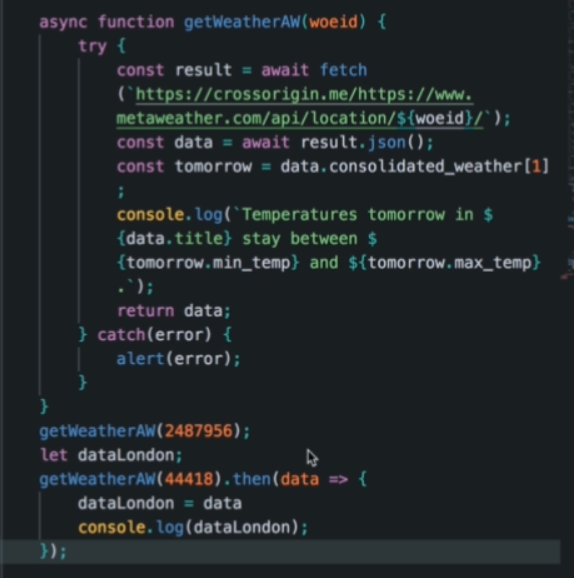 async function getWeatherAW(woeid) {
try {
const result = await fetch
(`https://crossorigin.me/https://www.
metaweather.com/api/location/${woeid}/`);
const data = await result.json();
const tomorrow = data.consolidated_weather[1]
;
console.log(`Temperatures tomorrow in $
{data.title} stay between $
{tomorrow.min_temp} and ${tomorrow.max_temp}
.`);
return data;
} catch(error) {
alert(error);
}
}
getWeatherAW(2487956);
let dataLondon;
getWeatherAW(44418).then(data => {
dataLondon = data
console.log(dataLondon);
});